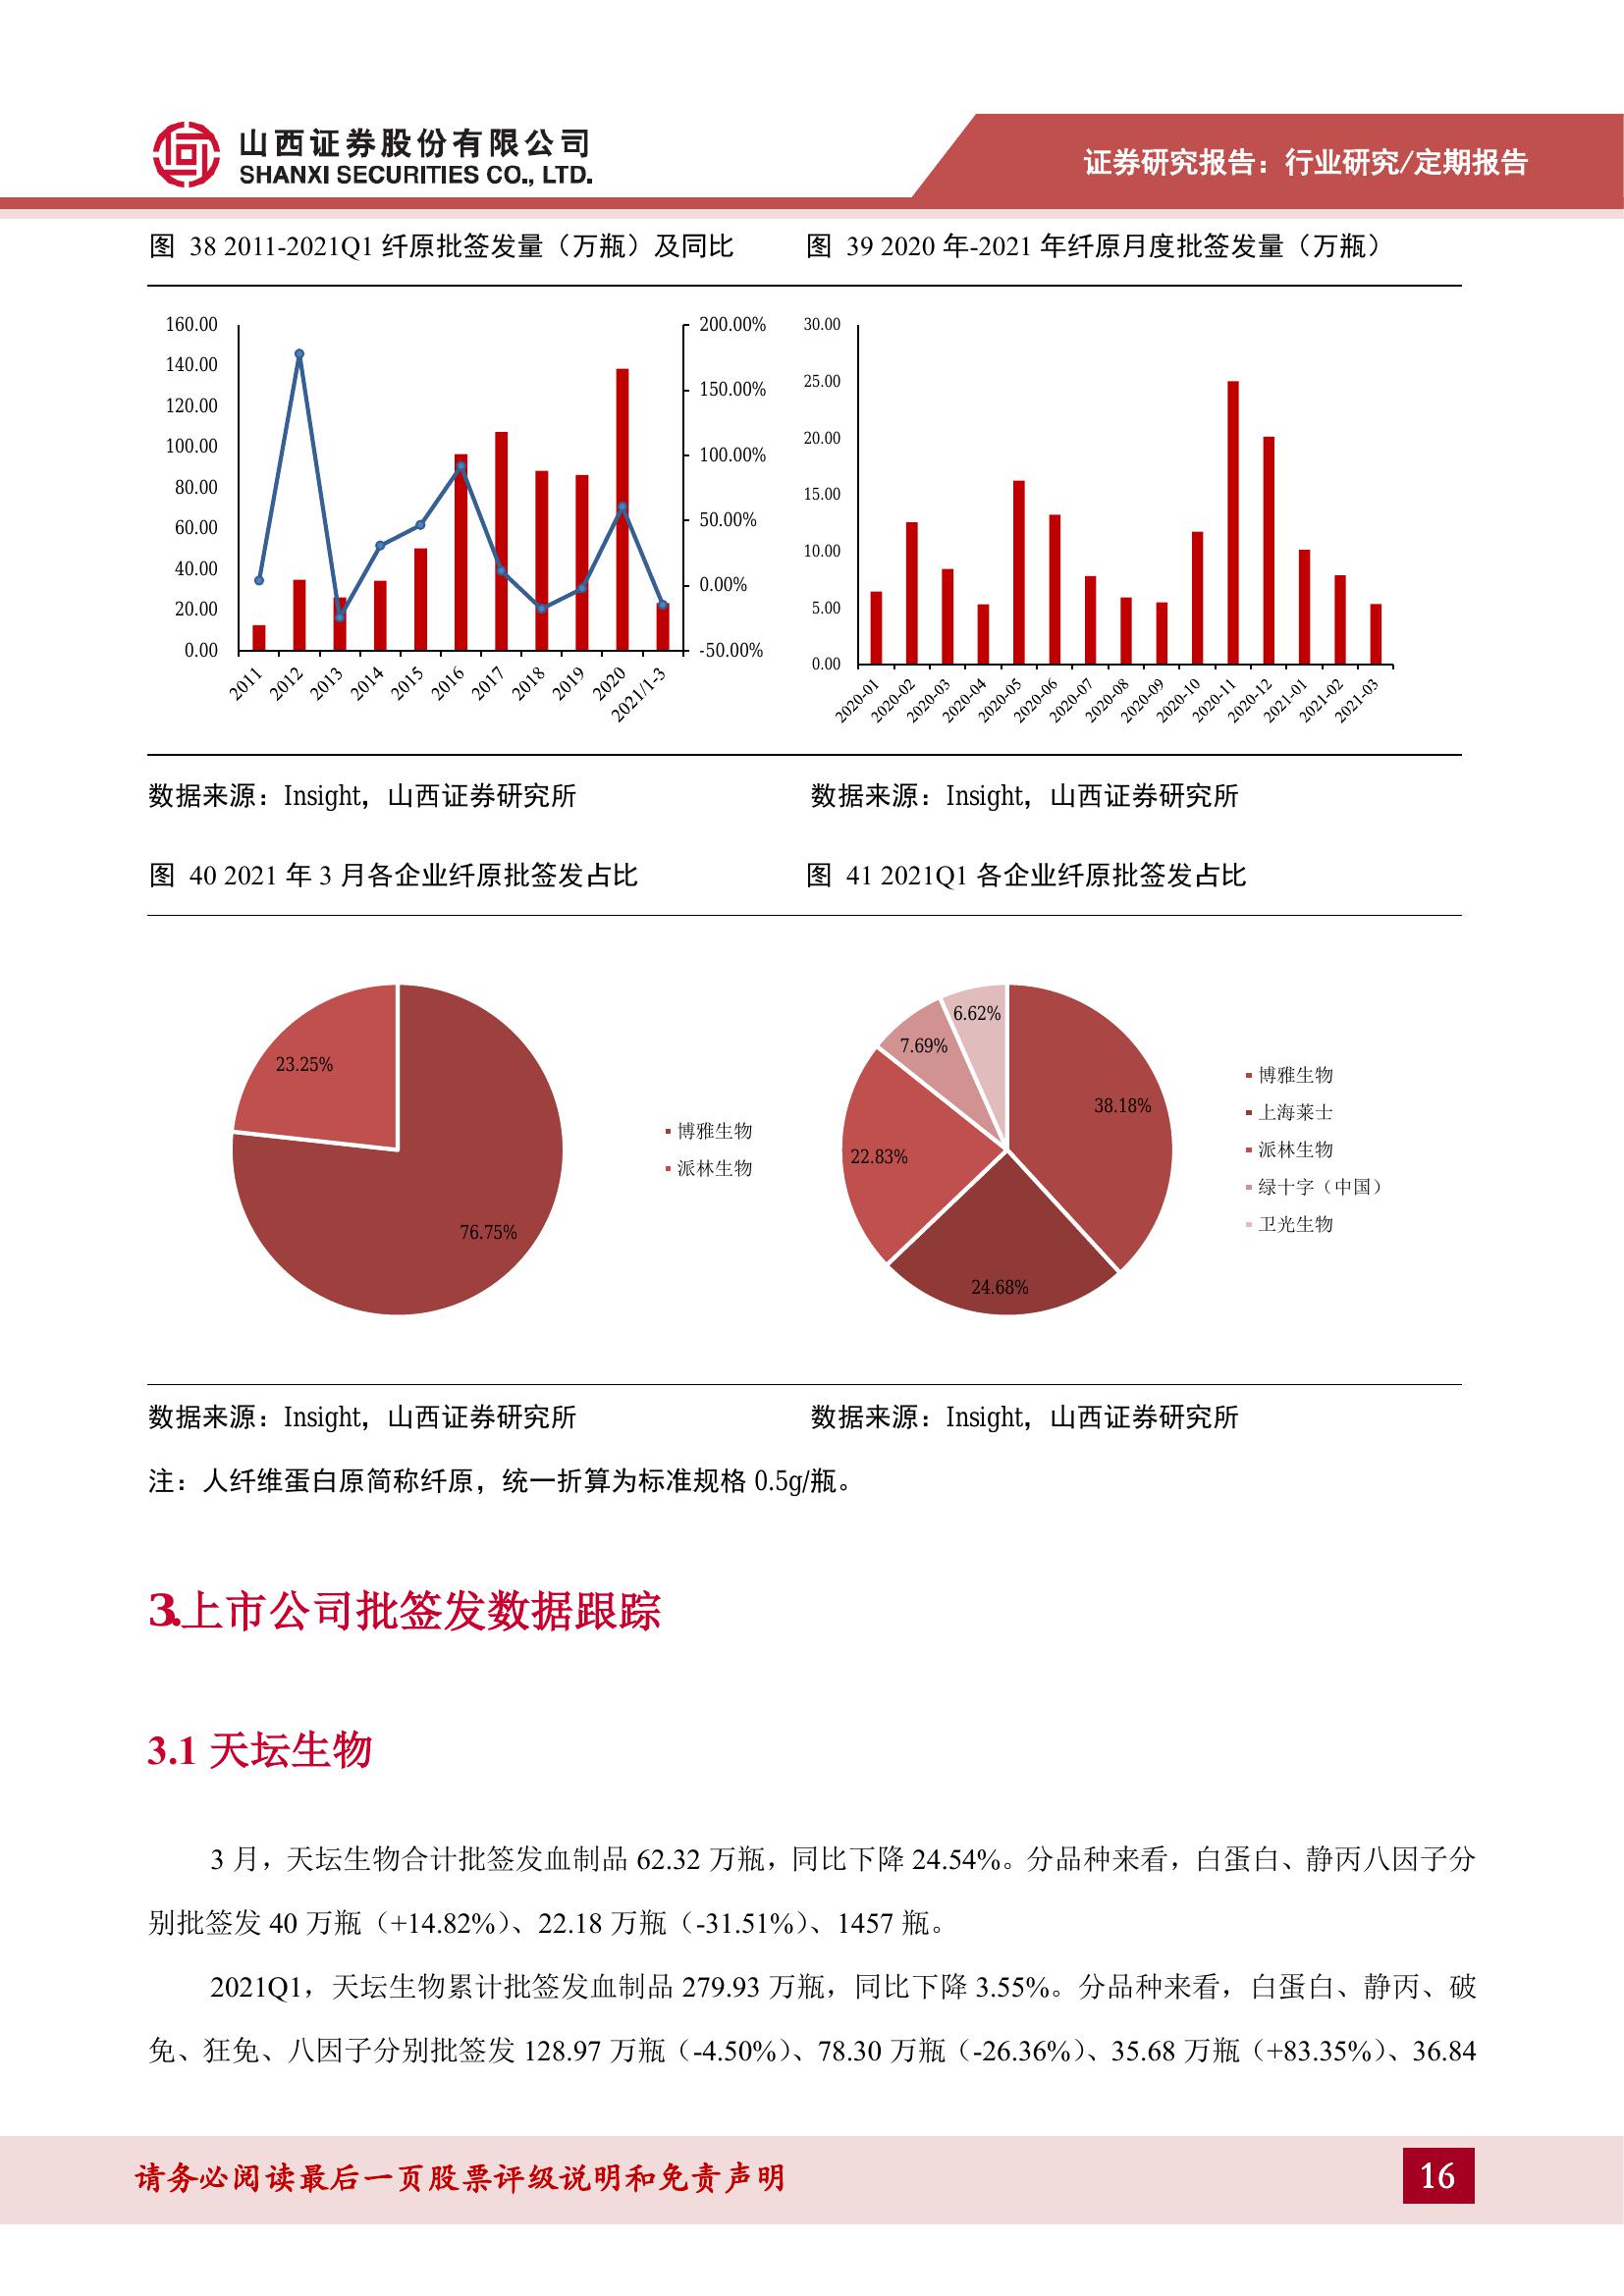 山西证券股份有限公司
SHANXI SECURITIES CO., LTD.
证券研究报告：行业研究/定期报告
图 38 2011-2021Q1 纤原批签发量（万瓶）及同比
图 39 2020 年-2021 年纤原月度批签发量（万瓶）
160.00
140.00
120.00
100.00
80.00
60.00
40.00
20.00
0.00
200.00%
150.00%
100.00%
50.00%
0.00%
-50.00%
2011
2012
2013
2014
2015
2016
2017
2018
2019
2020
2021/1-3
30.00
25.00
20.00
15.00
10.00
5.00
0.00
2020-01
2020-02
2020-03
2020-04
2020-05
2020-06
2020-07
2020-08
2020-09
2020-10
2020-11
2020-12
2021-01
2021-02
2021-03
数据来源：Insight，山西证券研究所
数据来源：Insight，山西证券研究所
图 40 2021 年 3 月各企业纤原批签发占比
图 41 2021Q1 各企业纤原批签发占比
23.25%
76.75%
博雅生物
派林生物
6.62%
7.69%
38.18%
22.83%
24.68%
博雅生物
上海莱士
派林生物
绿十字（中国）
卫光生物
数据来源：Insight，山西证券研究所
数据来源：Insight，山西证券研究所
注：人纤维蛋白原简称纤原，统一折算为标准规格 0.5g/瓶。
3.上市公司批签发数据跟踪
3.1 天坛生物
3 月，天坛生物合计批签发血制品 62.32 万瓶，同比下降 24.54%。分品种来看，白蛋白、静丙八因子分
别批签发 40 万瓶（+14.82%）、22.18 万瓶（-31.51%）、1457 瓶。
2021Q1，天坛生物累计批签发血制品 279.93 万瓶，同比下降 3.55%。分品种来看，白蛋白、静丙、破
免、狂免、八因子分别批签发 128.97 万瓶（-4.50%）、78.30 万瓶（-26.36%）、35.68 万瓶（+83.35%）、36.84
请务必阅读最后一页股票评级说明和免责声明
16